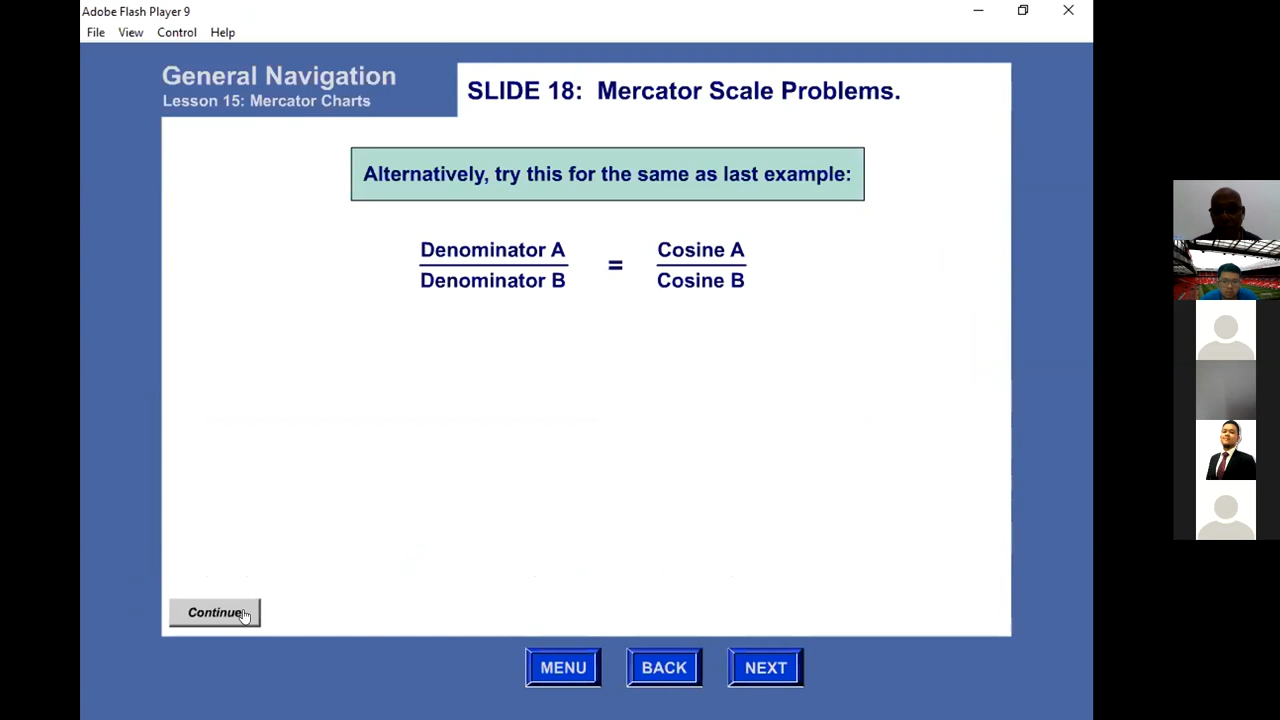 Adobe Flash Player 9
File View Control Help
General Navigation
Lesson 15: Mercator Charts
SLIDE 18: Mercator Scale Problems.
Alternatively, try this for the same as last example:
Denominator A
Denominator B
=
Cosine A
Cosine B
Continue
MENU BACK NEXT